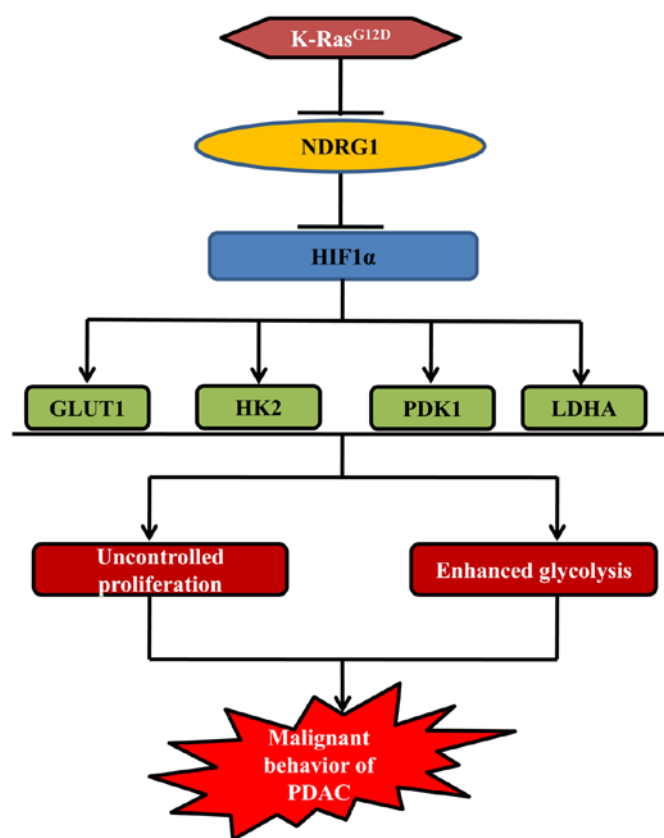 K-Ras^G12D
NDRG1
HIF1α
GLUT1 HK2 PDK1 LDHA
Uncontrolled
proliferation
Enhanced glycolysis
Malignant
behavior of
PDAC